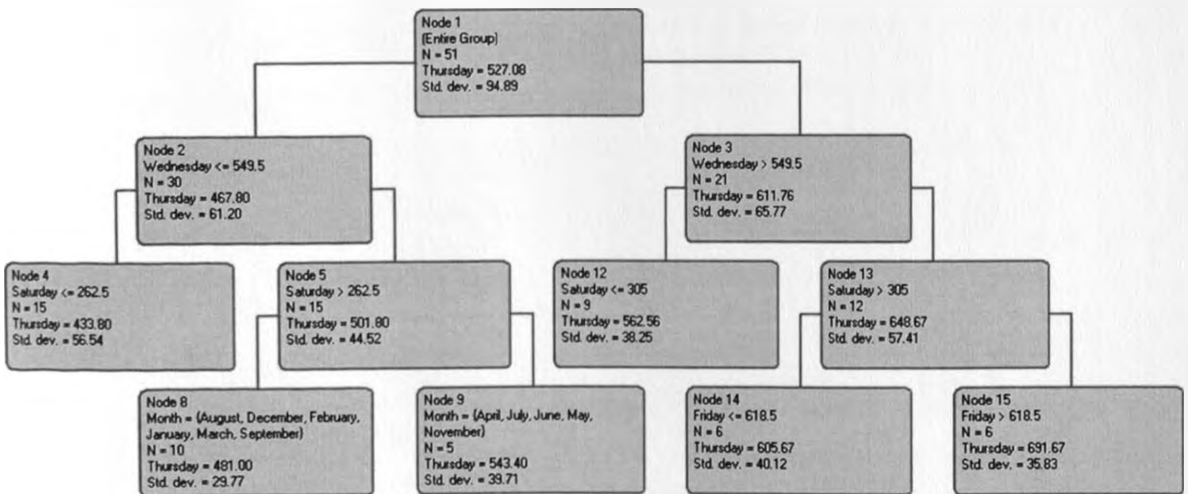 Node 1
(Entire Group)
N = 51
Thursday = 527.08
Std. dev. = 94.89
Node 2
Wednesday <= 549.5
N = 30
Thursday = 467.80
Std. dev. = 61.20
Node 3
Wednesday > 549.5
N = 21
Thursday = 611.76
Std. dev. = 65.77
Node 4
Saturday <= 262.5
N = 15
Thursday = 433.80
Std. dev. = 56.54
Node 5
Saturday > 262.5
N = 15
Thursday = 501.80
Std. dev. = 44.52
Node 12
Saturday <= 305
N = 9
Thursday = 562.56
Std. dev. = 38.25
Node 13
Saturday > 305
N = 12
Thursday = 648.67
Std. dev. = 57.41
Node 8
Month = (August, December, February,
January, March, September)
N = 10
Thursday = 481.00
Std. dev. = 29.77
Node 9
Month = (April, July, June, May,
November)
N = 5
Thursday = 543.40
Std. dev. = 39.71
Node 14
Friday <= 618.5
N = 6
Thursday = 605.67
Std. dev. = 40.12
Node 15
Friday > 618.5
N = 6
Thursday = 691.67
Std. dev. = 35.83